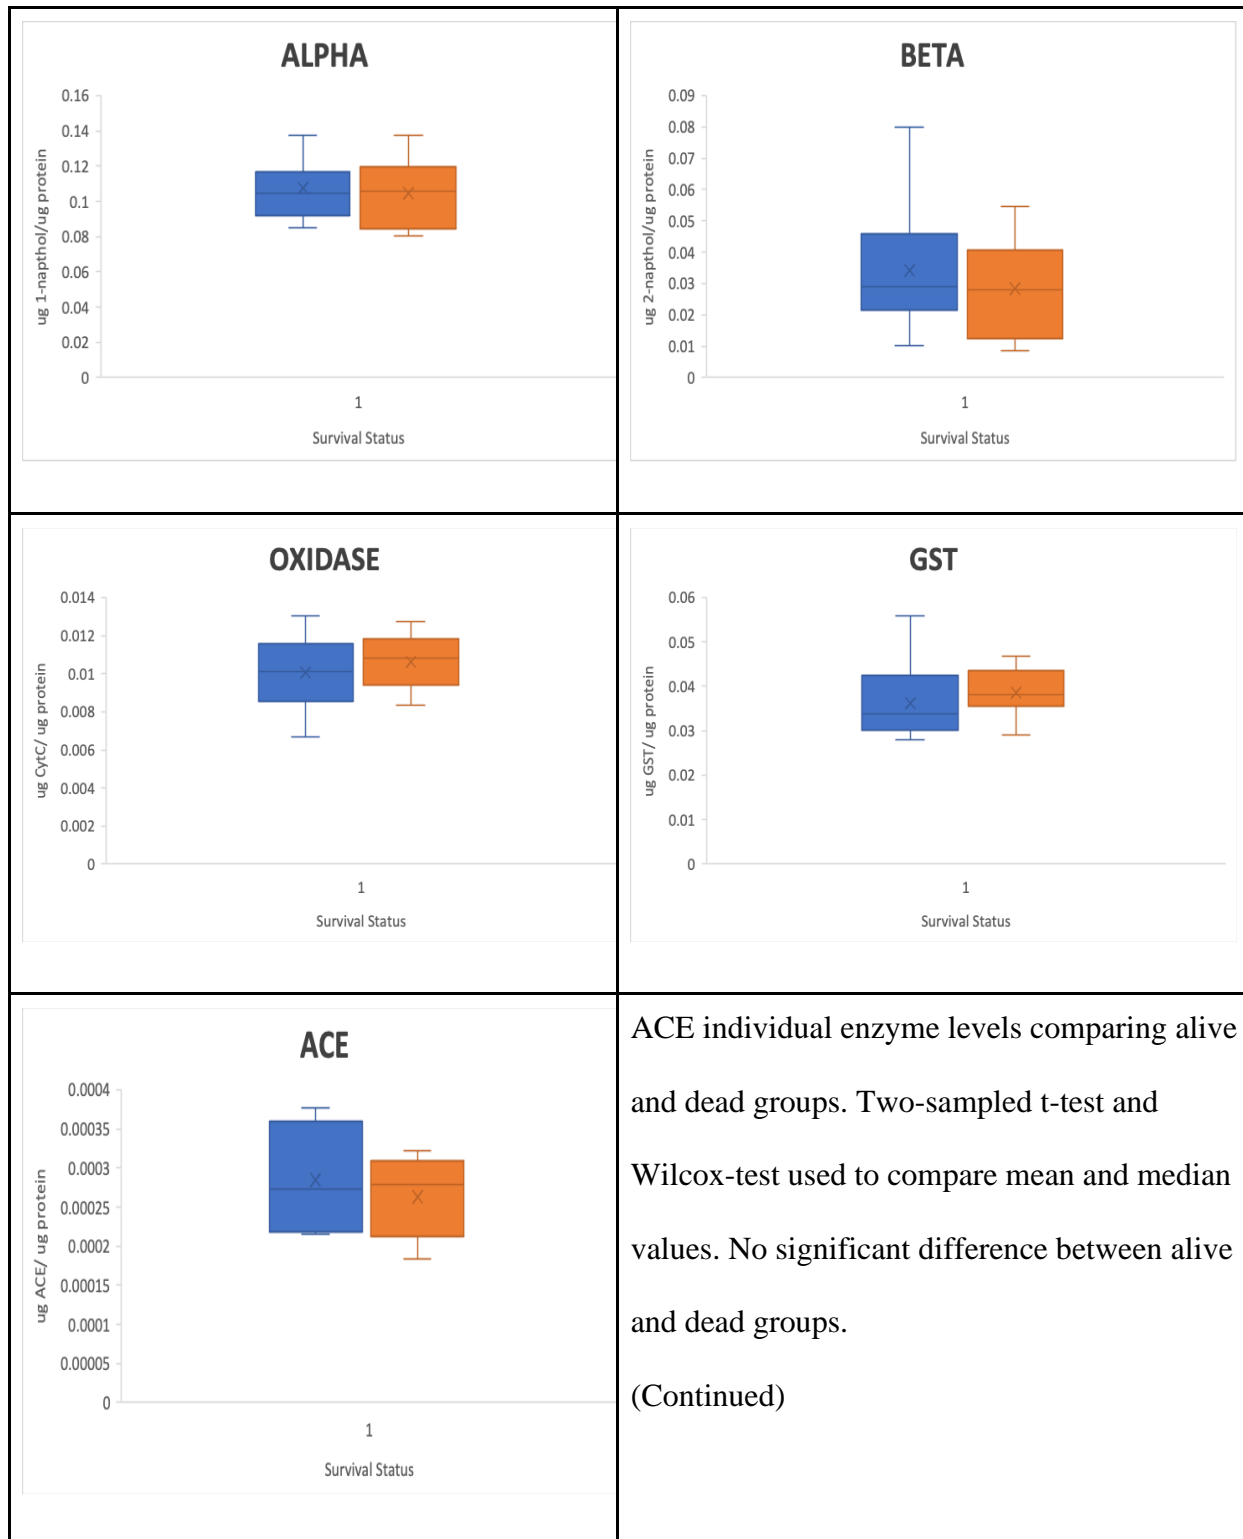 ALPHA
0.16
0.14
0.12
0.1
0.08
0.06
0.04
0.02
0
ug 1-napthol/ug protein
1
Survival Status
BETA
0.09
0.08
0.07
0.06
0.05
0.04
0.03
0.02
0.01
0
ug 2-napthol/ug protein
1
Survival Status
OXIDASE
0.014
0.012
0.01
0.008
0.006
0.004
0.002
0
ug CytC/ ug protein
1
Survival Status
GST
0.06
0.05
0.04
0.03
0.02
0.01
0
ug GST/ ug protein
1
Survival Status
ACE
0.0004
0.00035
0.0003
0.00025
0.0002
0.00015
0.0001
0.00005
0
ug ACE/ ug protein
1
Survival Status
ACE individual enzyme levels comparing alive
and dead groups. Two-sampled t-test and
Wilcox-test used to compare mean and median
values. No significant difference between alive
and dead groups.
(Continued)